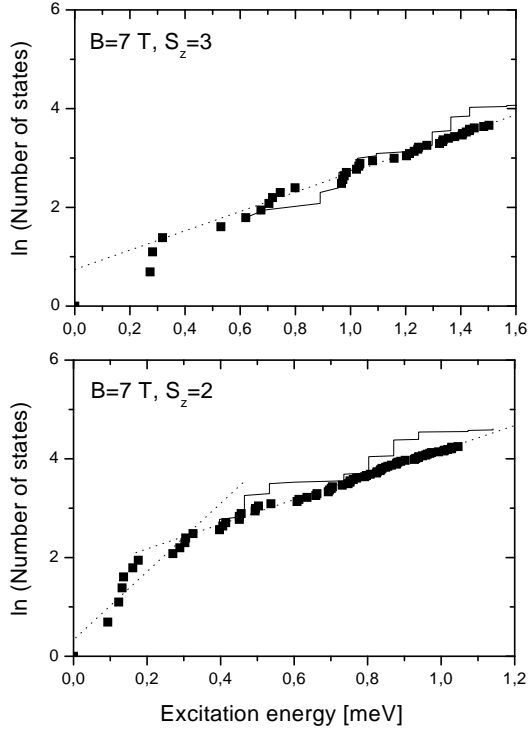 B=7 T, S_z=3
ln (Number of states)
6
4
2
0
0,0 0,2 0,4 0,6 0,8 1,0 1,2 1,4 1,6
B=7 T, S_z=2
ln (Number of states)
6
4
2
0
0,0 0,2 0,4 0,6 0,8 1,0 1,2
Excitation energy [meV]